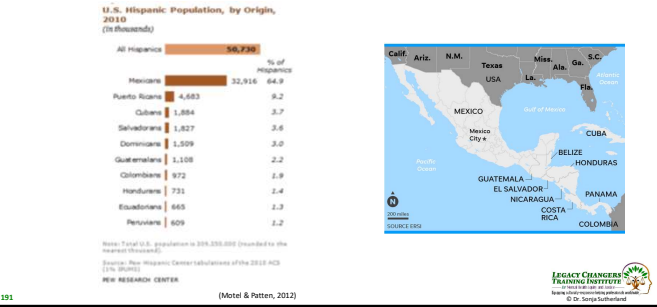 U.S. Hispanic Population, by Origin,
2010
(In thousands)
All Hispanics 50,730
% of
Hispanics
Mexicans 32,916 64.9
Puerto Ricans 4,683 9.2
Cubans 1,884 3.7
Salvadorans 1,827 3.6
Dominicans 1,509 3.0
Guatemalans 1,108 2.2
Colombians 972 1.9
Hondurans 731 1.4
Ecuadorians 665 1.3
Peruvians 609 1.2
Note: Total U.S. population is (rounded to the
nearest thousand).
Source: Pew Hispanic Center tabulations of the 2010 ACS
(1% IPUMS)
PEW RESEARCH CENTER
(Motel & Patten, 2012)
Calif.
Ariz.
N.M.
Texas
USA
Miss.
Ala.
Ga.
S.C.
La.
Fla.
Atlantic
Ocean
MEXICO
Gulf of Mexico
Mexico
City ★
CUBA
BELIZE
HONDURAS
Pacific
Ocean
GUATEMALA
EL SALVADOR
NICARAGUA
PANAMA
COSTA
RICA
COLOMBIA
N
200 miles
SOURCE ERSI
191
LEGACY CHANGERS
TRAINING INSTITUTE
© Dr. Sonja Sutherland